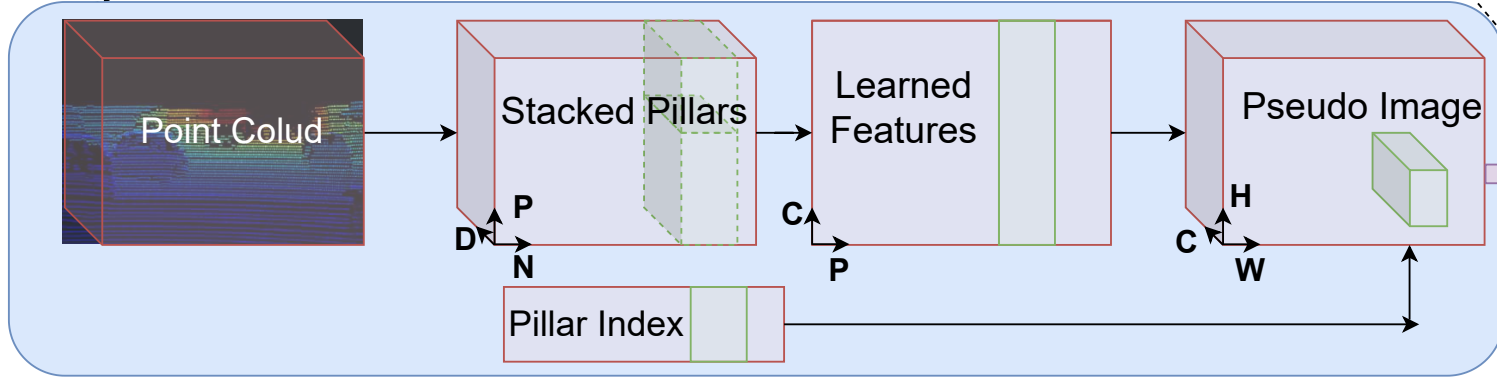 Point Colud
Stacked Pillars
Learned
Features
Pseudo Image
P
D
N
C
P
H
C
W
Pillar Index